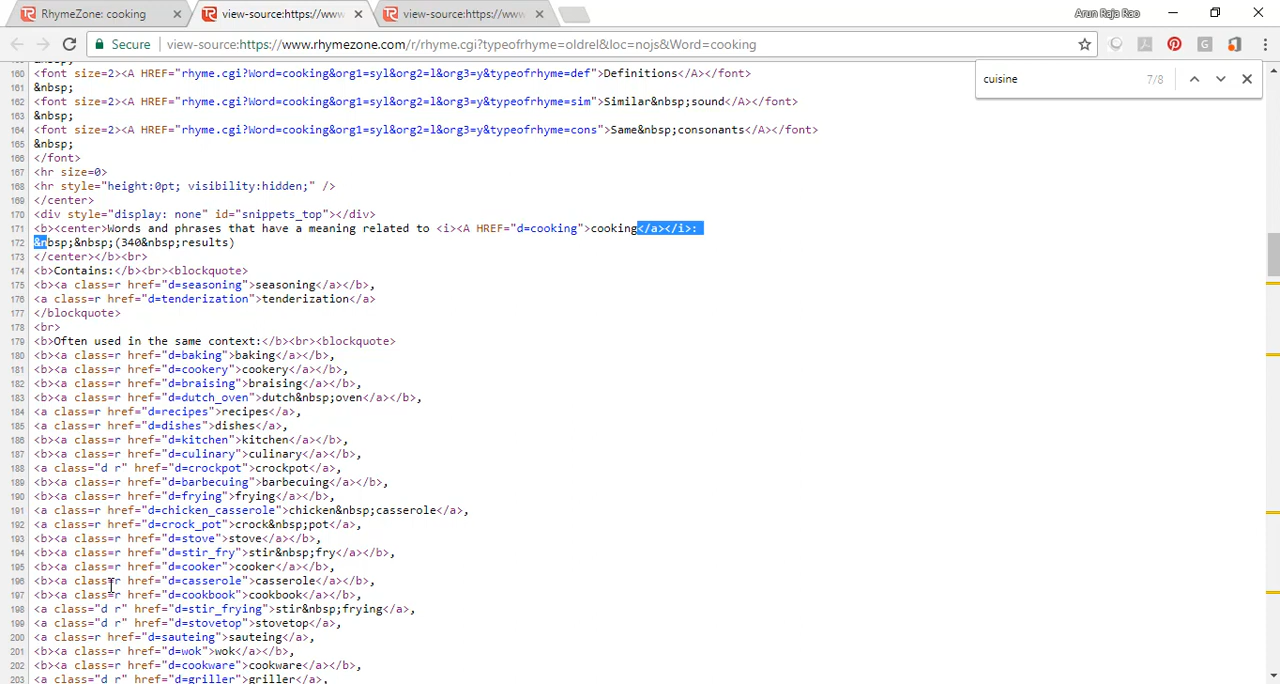 RhymeZone: cooking
view-source:https://www
view-source:https://www
Arun Raja Rao
Secure
view-source:https://www.rhymezone.com/r/rhyme.cgi?typeofrhyme=oldrel&loc=nojs&Word=cooking
cuisine 7/8
160 <font size=2><A HREF="rhyme.cgi?Word=cooking&org1=syl&org2=l&org3=y&typeofrhyme=def">Definitions</A></font>
161 &nbsp;
162 <font size=2><A HREF="rhyme.cgi?Word=cooking&org1=syl&org2=l&org3=y&typeofrhyme=sim">Similar&nbsp;sound</A></font>
163 &nbsp;
164 <font size=2><A HREF="rhyme.cgi?Word=cooking&org1=syl&org2=l&org3=y&typeofrhyme=cons">Same&nbsp;consonants</A></font>
165 &nbsp;
166 </font>
167 <hr size=0>
168 <hr style="height:0pt; visibility:hidden;" />
169 </center>
170 <div style="display: none" id="snippets_top"></div>
171 <b><center>Words and phrases that have a meaning related to <i><A HREF="d=cooking">cooking</a></i>:
172 &nbsp;&nbsp;(340&nbsp;results)
173 </center></b><br>
174 <b>Contains:</b><br><blockquote>
175 <b><a class=r href="d=seasoning">seasoning</a></b>,
176 <a class=r href="d=tenderization">tenderization</a>
177 </blockquote>
178 <br>
179 <b>Often used in the same context:</b><br><blockquote>
180 <b><a class=r href="d=baking">baking</a></b>,
181 <b><a class=r href="d=cookery">cookery</a></b>,
182 <b><a class=r href="d=braising">braising</a></b>,
183 <b><a class=r href="d=dutch_oven">dutch&nbsp;oven</a></b>,
184 <a class=r href="d=recipes">recipes</a>,
185 <a class=r href="d=dishes">dishes</a>,
186 <b><a class=r href="d=kitchen">kitchen</a></b>,
187 <b><a class=r href="d=culinary">culinary</a></b>,
188 <a class="d r" href="d=crockpot">crockpot</a>,
189 <b><a class=r href="d=barbecuing">barbecuing</a></b>,
190 <b><a class=r href="d=frying">frying</a></b>,
191 <b><a class=r href="d=chicken_casserole">chicken&nbsp;casserole</a></b>,
192 <a class=r href="d=crock_pot">crock&nbsp;pot</a>,
193 <b><a class=r href="d=stove">stove</a></b>,
194 <b><a class=r href="d=stir_fry">stir&nbsp;fry</a></b>,
195 <b><a class=r href="d=cooker">cooker</a></b>,
196 <b><a class=r href="d=casserole">casserole</a></b>,
197 <b><a class=r href="d=cookbook">cookbook</a></b>,
198 <a class="d r" href="d=stir_frying">stir&nbsp;frying</a>,
199 <a class="d r" href="d=stovetop">stovetop</a>,
200 <a class=r href="d=sauteing">sauteing</a>,
201 <b><a class=r href="d=wok">wok</a></b>,
202 <b><a class=r href="d=cookware">cookware</a></b>,
203 <a class="d r" href="d=griller">griller</a>,